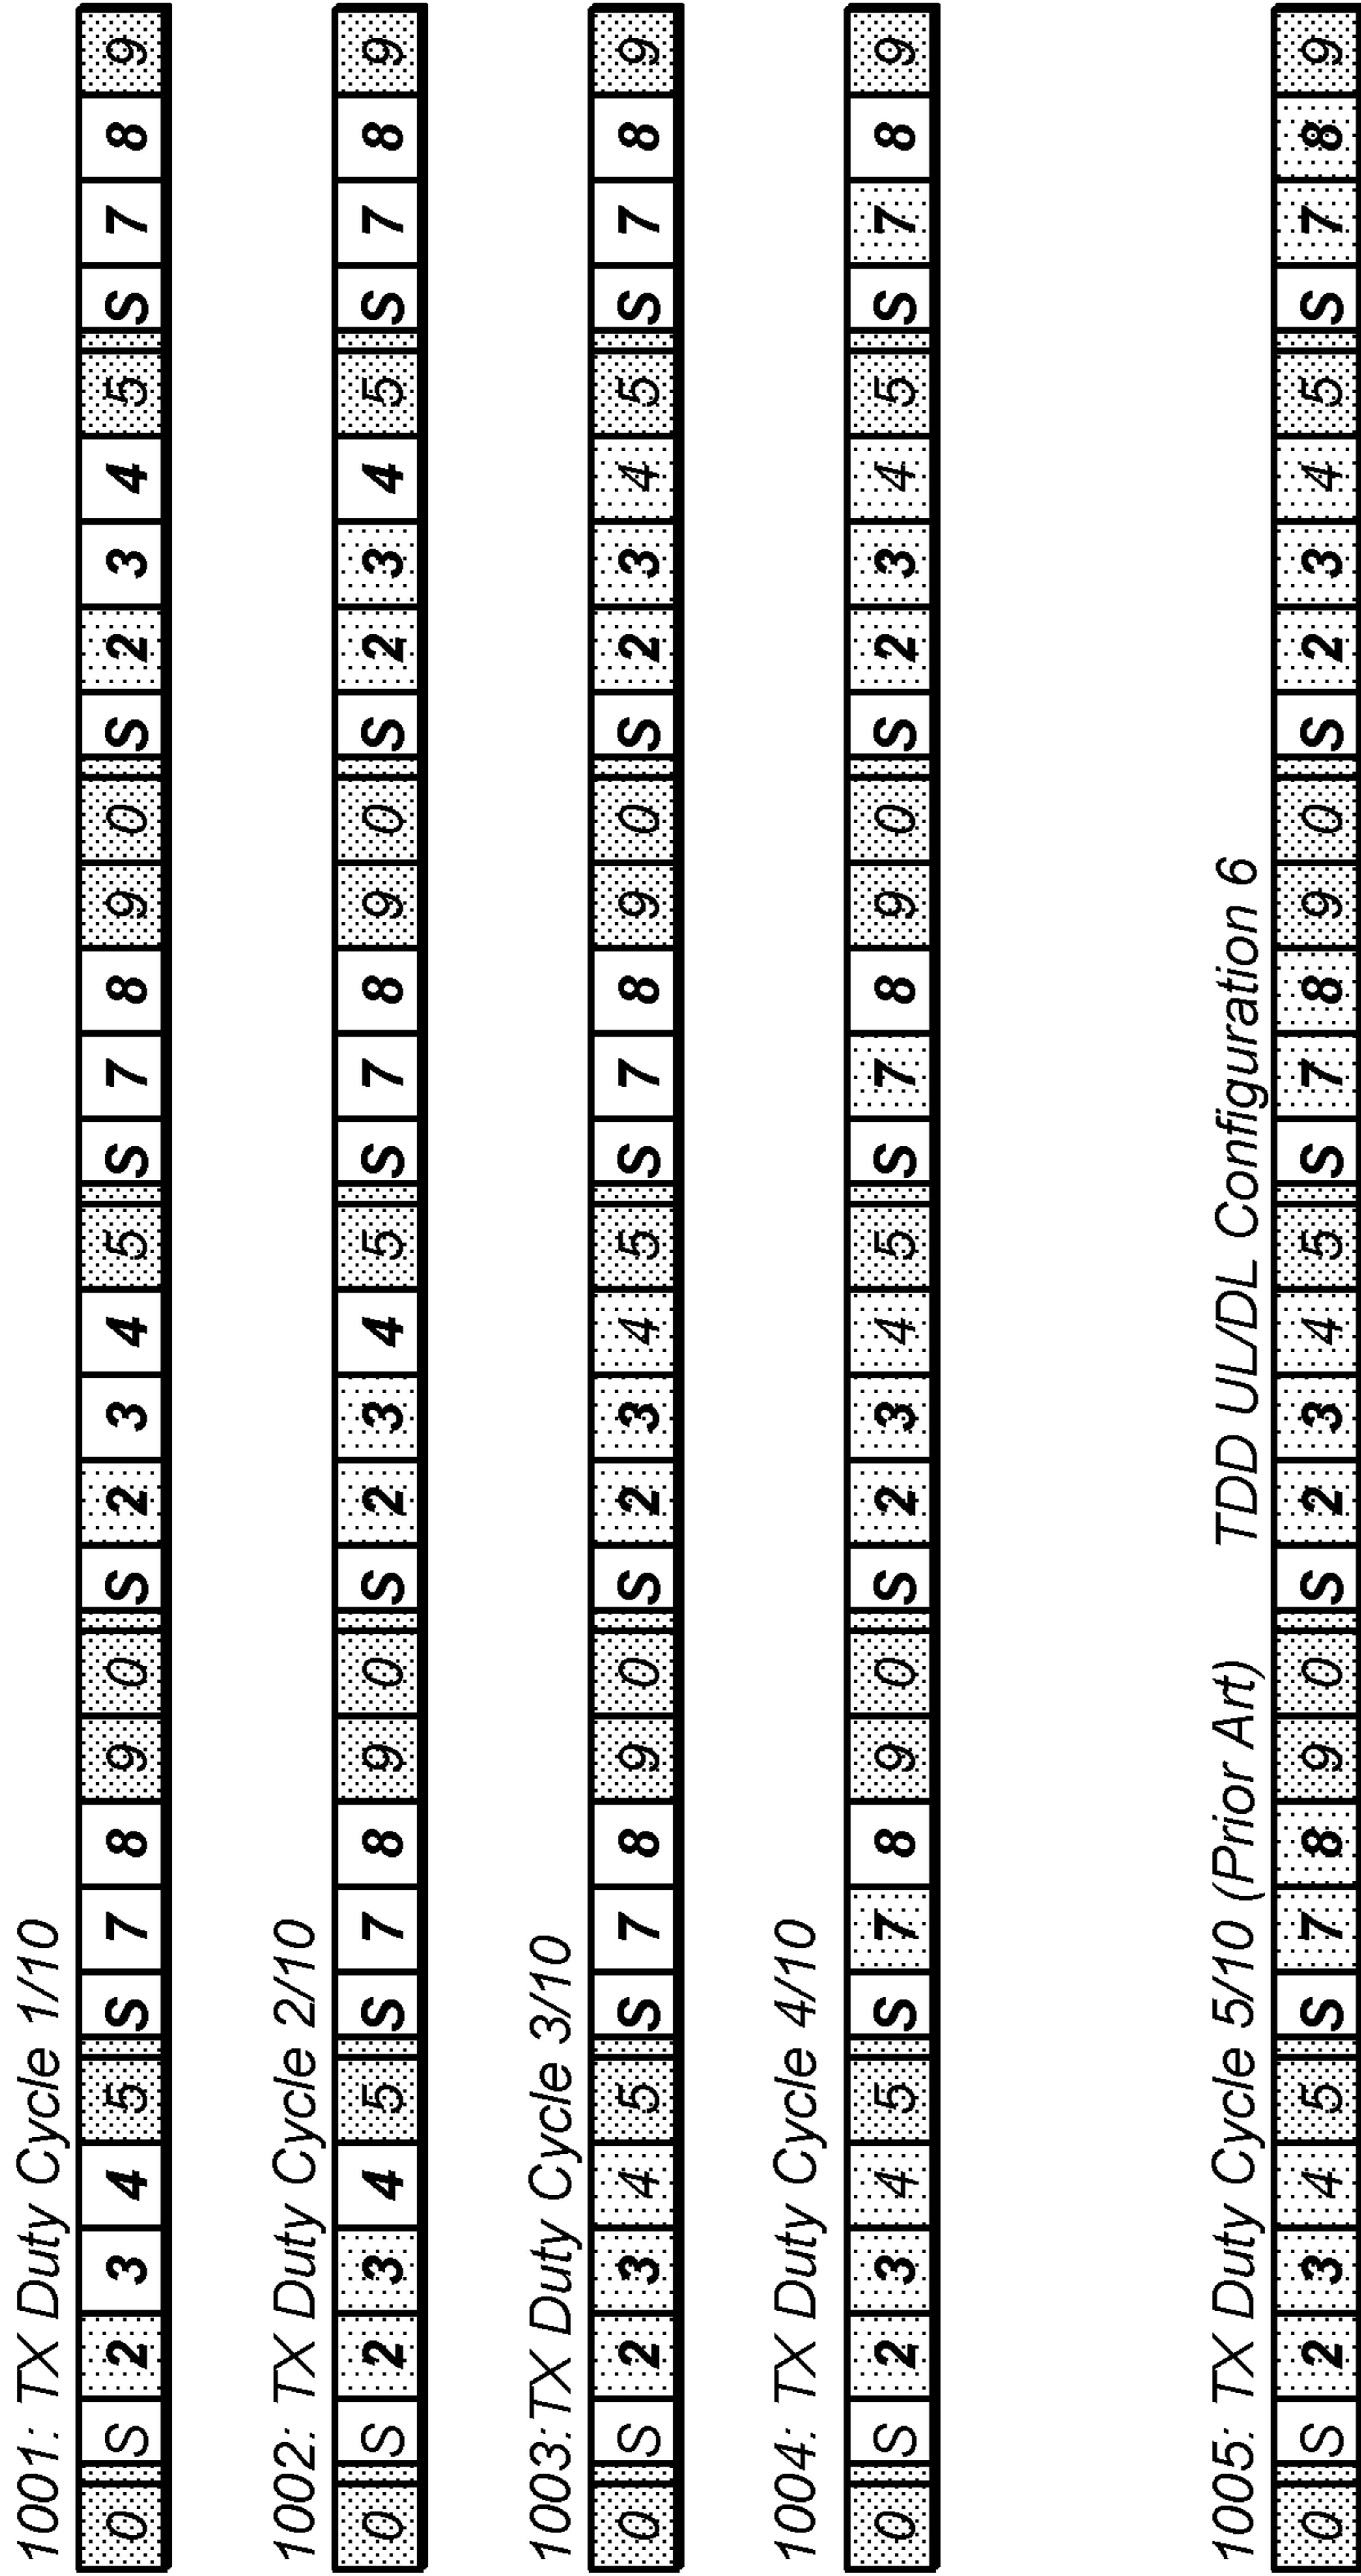 1001: TX Duty Cycle 1/10
0 S 2 3 4 5 S 7 8 9 0 S 2 3 4 5 S 7 8 9 0 S 2 3 4 5 S 7 8 9
1002: TX Duty Cycle 2/10
0 S 2 3 4 5 S 7 8 9 0 S 2 3 4 5 S 7 8 9 0 S 2 3 4 5 S 7 8 9
1003:TX Duty Cycle 3/10
0 S 2 3 4 5 S 7 8 9 0 S 2 3 4 5 S 7 8 9 0 S 2 3 4 5 S 7 8 9
1004: TX Duty Cycle 4/10
0 S 2 3 4 5 S 7 8 9 0 S 2 3 4 5 S 7 8 9 0 S 2 3 4 5 S 7 8 9
1005: TX Duty Cycle 5/10 (Prior Art) TDD UL/DL Configuration 6
0 S 2 3 4 5 S 7 8 9 0 S 2 3 4 5 S 7 8 9 0 S 2 3 4 5 S 7 8 9